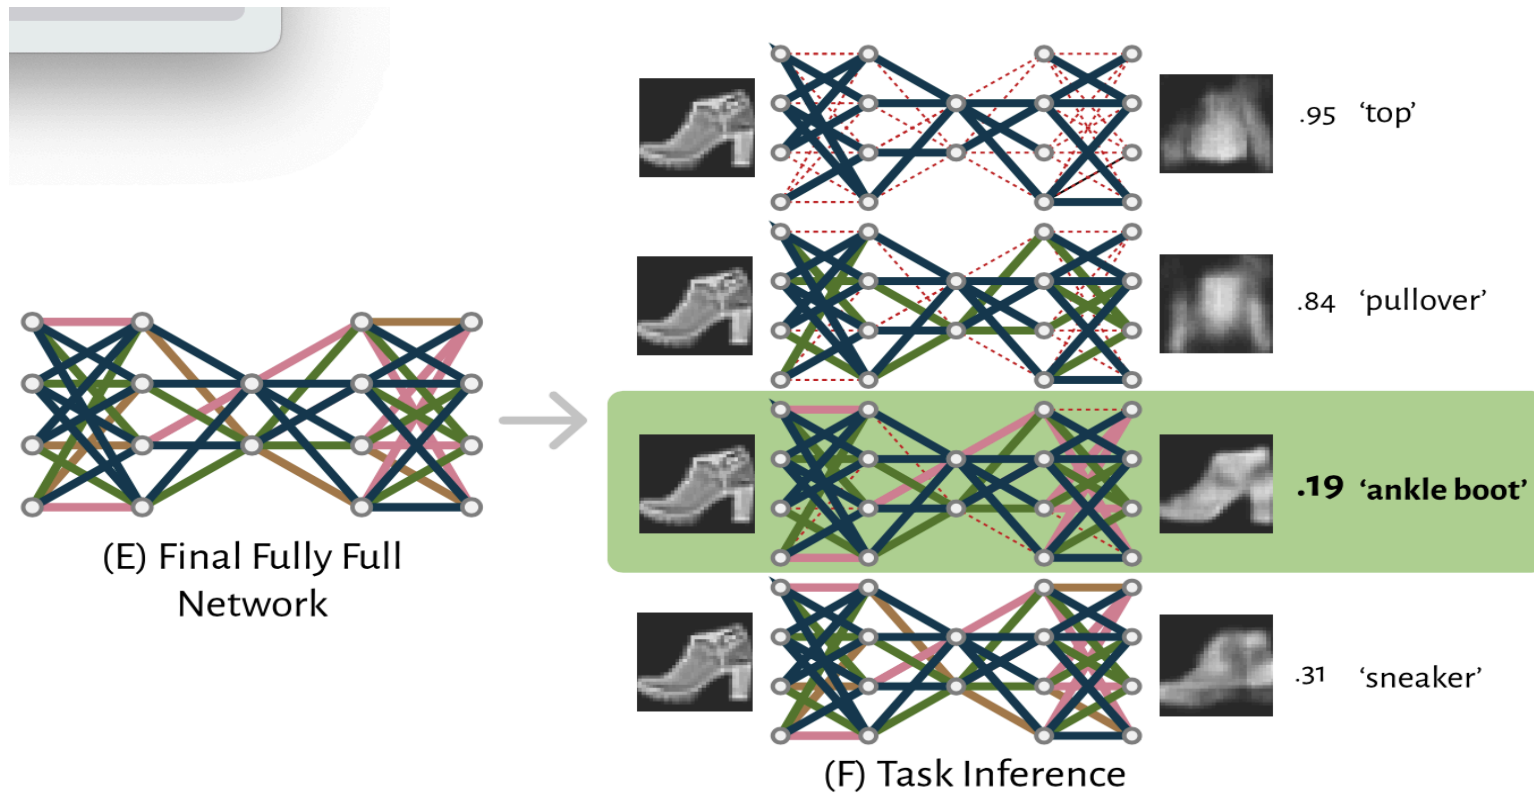 .95 ‘top’
.84 ‘pullover’
.19 ‘ankle boot’
.31 ‘sneaker’
(E) Final Fully Full
Network
(F) Task Inference